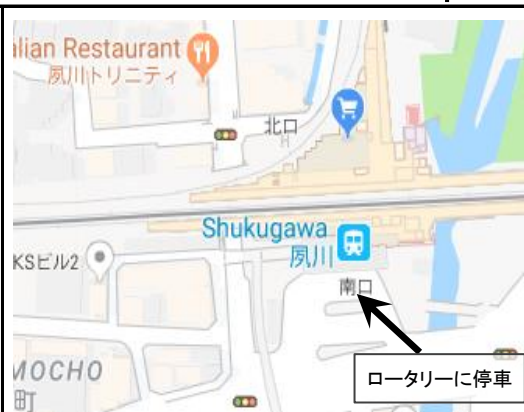 alian Restaurant
夙川トリニティ
北口
Shukugawa
夙川
KSビル2
南口
MOCHO
町
ロータリーに停車